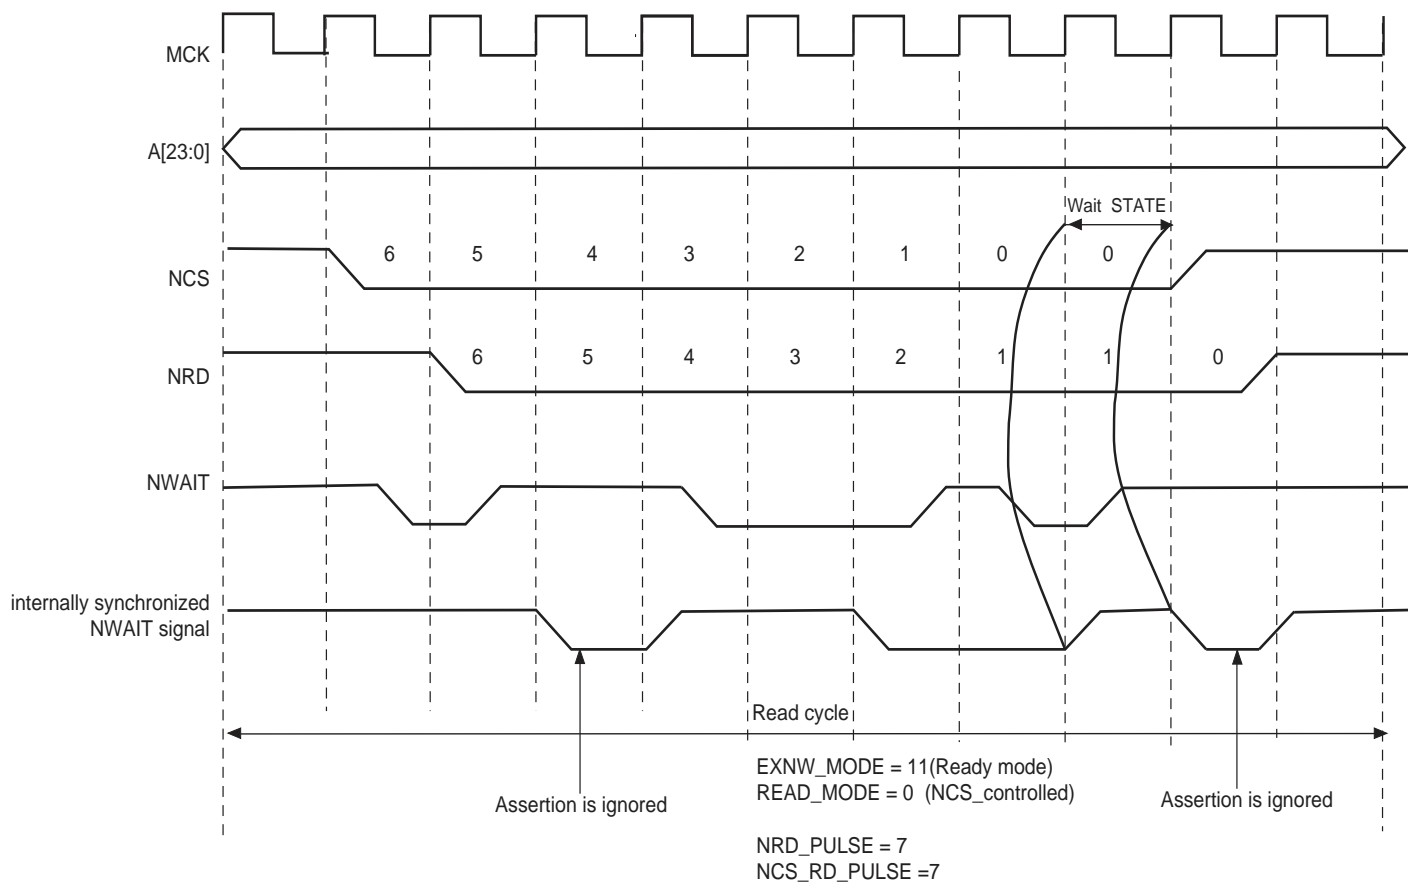 MCK
A[23:0]
Wait STATE
NCS
6 5 4 3 2 1 0 0
NRD
6 5 4 3 2 1 1 0
NWAIT
internally synchronized
NWAIT signal
Read cycle
EXNW_MODE = 11(Ready mode)
READ_MODE = 0 (NCS_controlled)
Assertion is ignored
Assertion is ignored
NRD_PULSE = 7
NCS_RD_PULSE =7